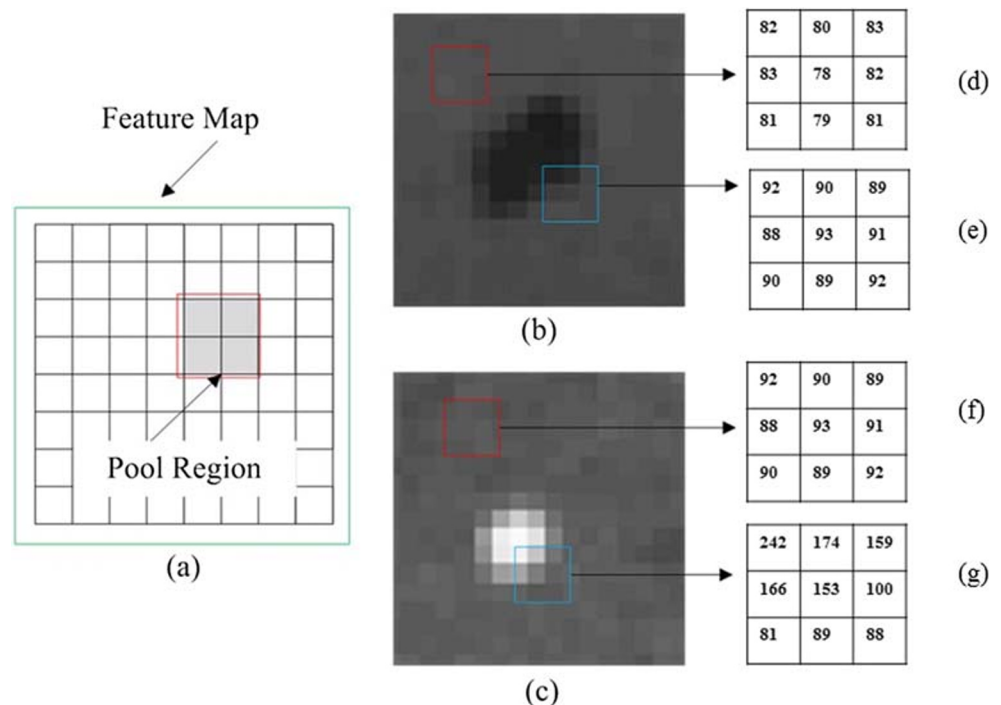 Feature Map
Pool Region
(a)
(b)
82 80 83
83 78 82
81 79 81
(d)
92 90 89
88 93 91
90 89 92
(e)
(c)
92 90 89
88 93 91
90 89 92
(f)
242 174 159
166 153 100
81 89 88
(g)